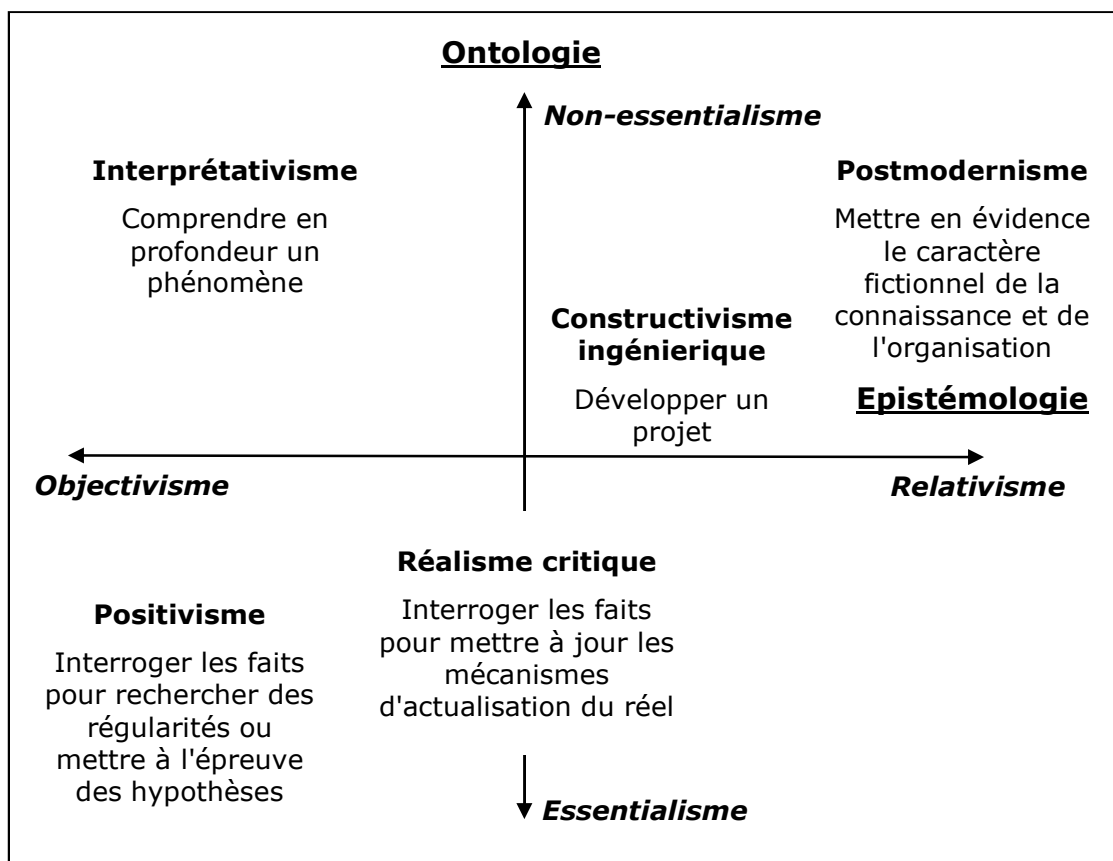 Ontologie
Non-essentialisme
Interprétativisme
Comprendre en
profondeur un
phénomène
Postmodernisme
Mettre en évidence
le caractère
fictionnel de la
connaissance et de
l'organisation
Constructivisme
ingénierique
Développer un
projet
Epistémologie
Objectivisme
Relativisme
Réalisme critique
Interroger les faits
pour mettre à jour les
mécanismes
d'actualisation du réel
Positivisme
Interroger les faits
pour rechercher des
régularités ou
mettre à l'épreuve
des hypothèses
Essentialisme